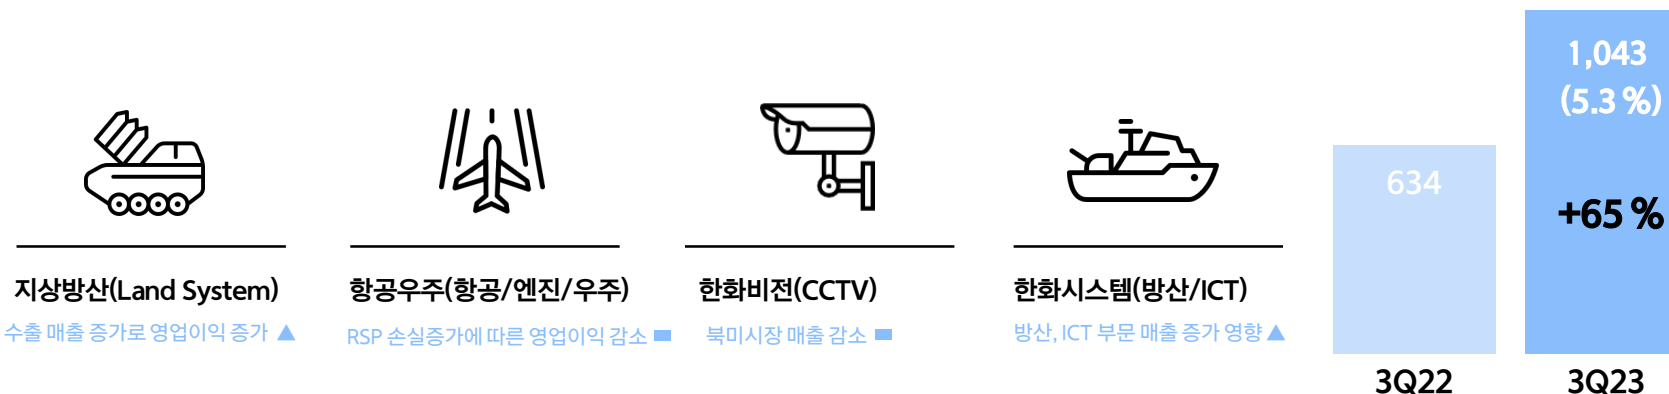 지상방산(Land System)
수출 매출 증가로 영업이익 증가 ▲
항공우주(항공/엔진/우주)
RSP 손실증가에 따른 영업이익 감소 ■
한화비전(CCTV)
북미시장 매출 감소 ■
한화시스템(방산/ICT)
방산, ICT 부문 매출 증가 영향 ▲
634
3Q22
1,043
(5.3 %)
+65 %
3Q23